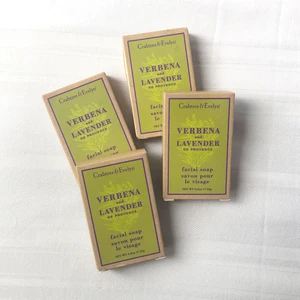 Crabtree & Evelyn
VERBENA
and
LAVENDER
DE PROVENCE
Crabtree & Evelyn
VERBENA
and
LAVENDER
DE PROVENCE
facial soap
Crabtree & Evelyn
VERBENA
and
LAVENDER
DE PROVENCE
facial soap
savon pour
le visage
Crabtree & Evelyn
VERBENA
and
LAVENDER
DE PROVENCE
facial soap
savon pour
le visage